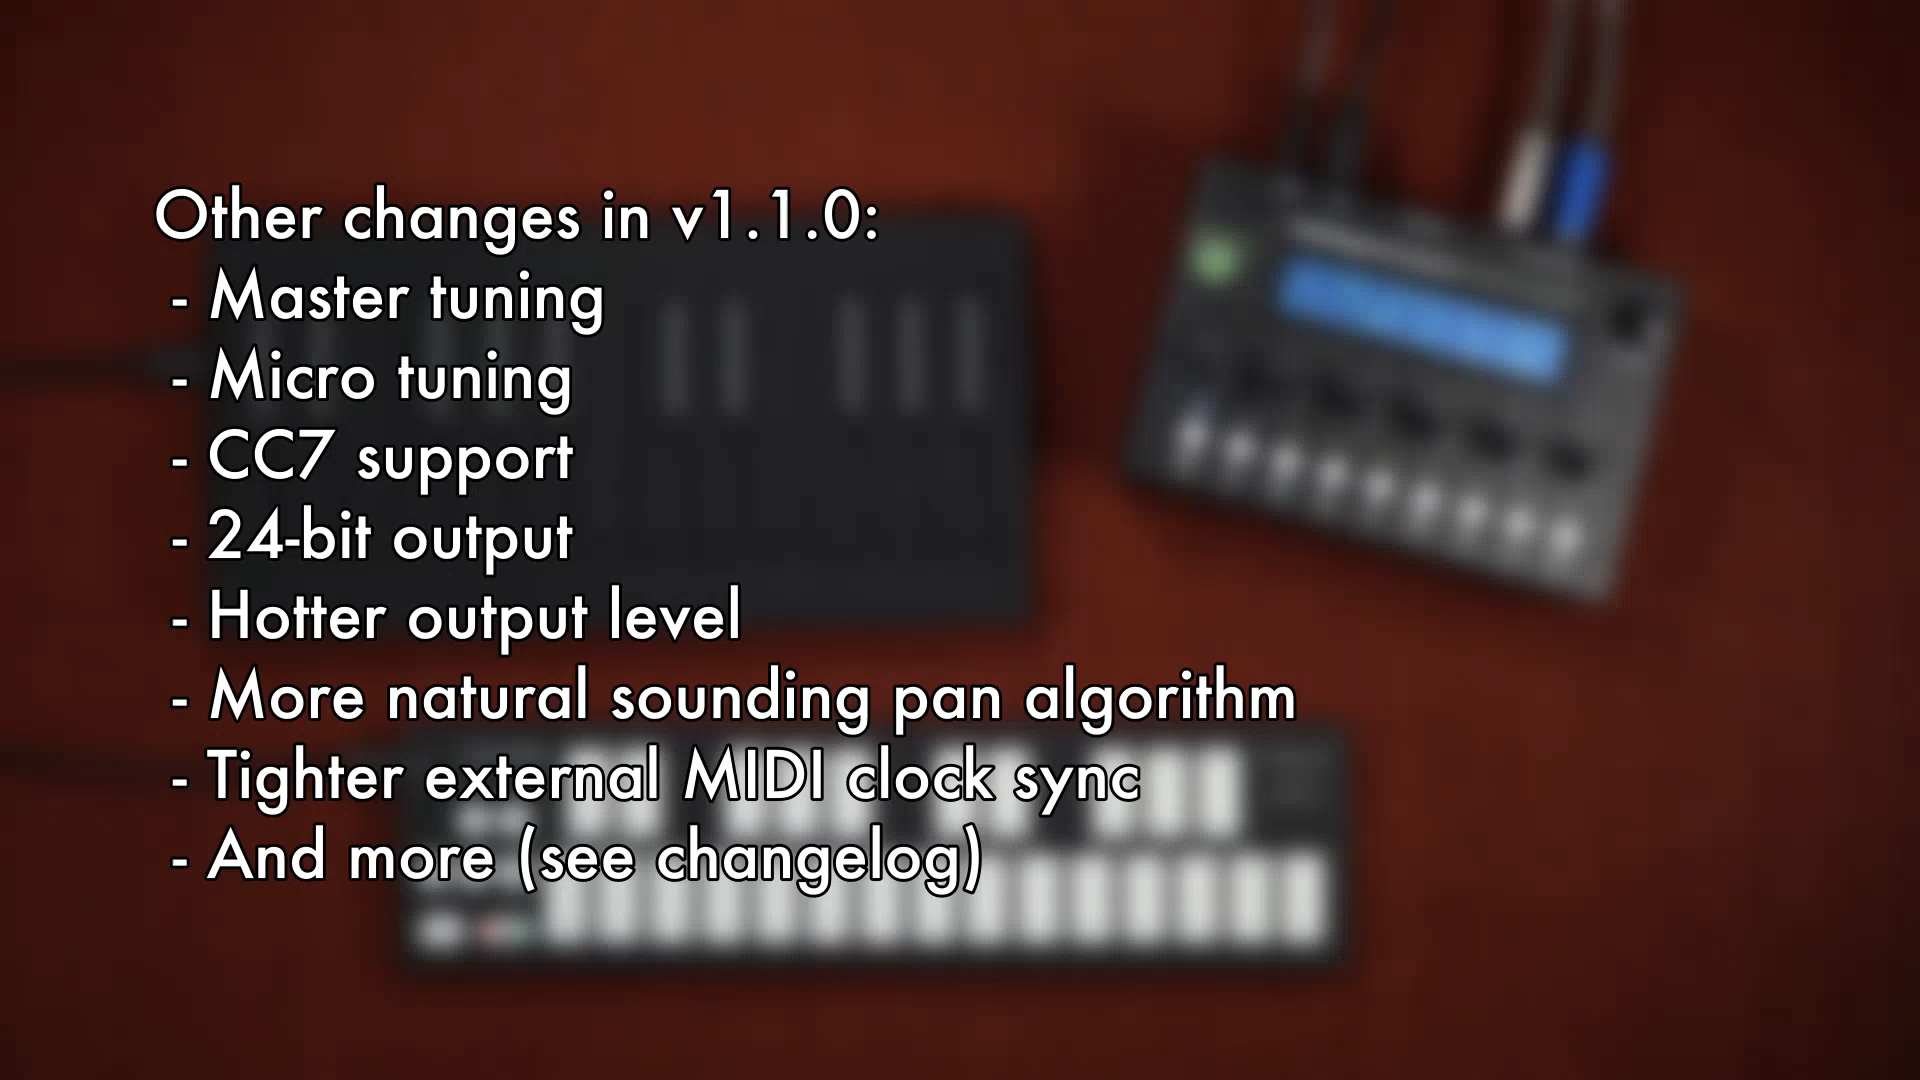 Other changes in v1.1.0:
- Master tuning
- Micro tuning
- CC7 support
- 24-bit output
- Hotter output level
- More natural sounding pan algorithm
- Tighter external MIDI clock sync
- And more (see changelog)